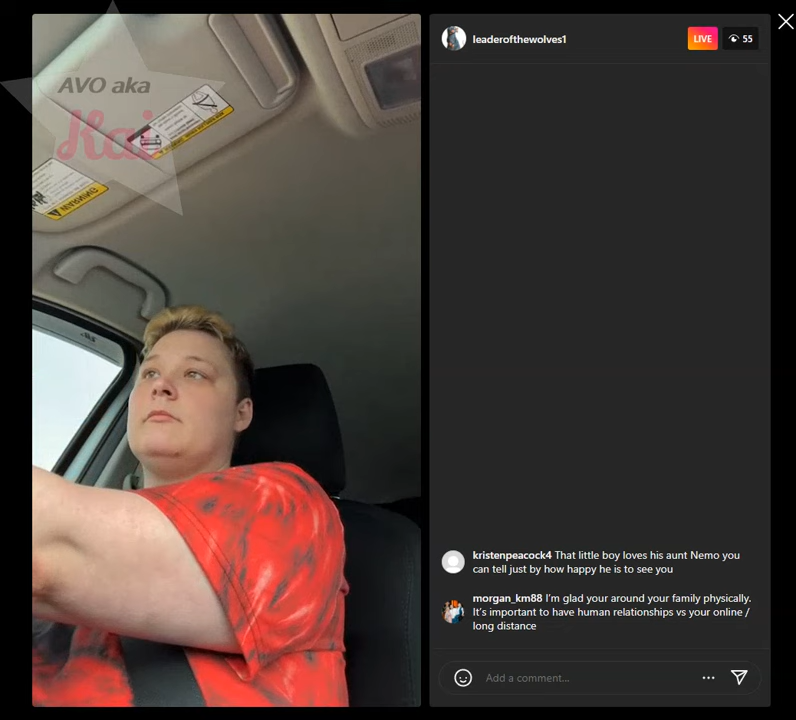 AVO aka
Kai
leaderofthewolves1
LIVE
55
kristenpeacock4 That little boy loves his aunt Nemo you
can tell just by how happy he is to see you
morgan_km88 I'm glad your around your family physically.
It's important to have human relationships vs your online /
long distance
Add a comment...